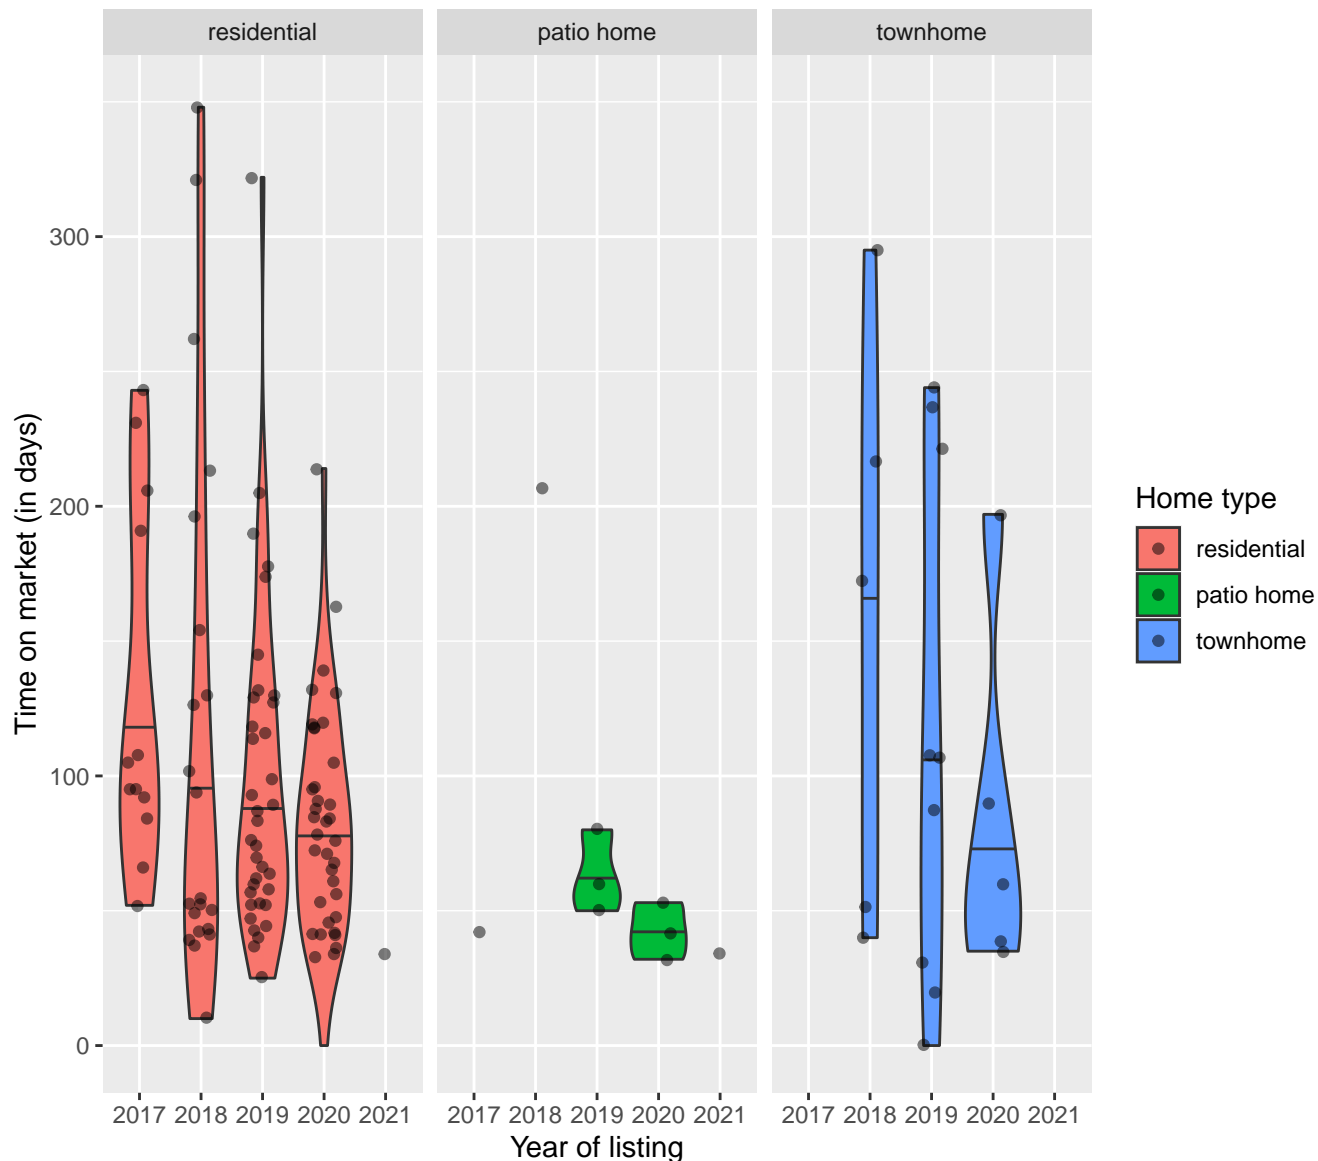 residential
patio home
townhome
300
200
100
0
Time on market (in days)
2017 2018 2019 2020 2021
2017 2018 2019 2020 2021
2017 2018 2019 2020 2021
Year of listing
Home type
residential
patio home
townhome